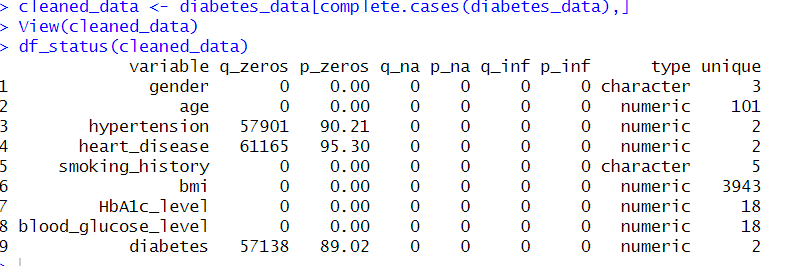 > cleaned_data <- diabetes_data[complete.cases(diabetes_data),]
> View(cleaned_data)
> df_status(cleaned_data)
variable q_zeros p_zeros q_na p_na q_inf p_inf type unique
1 gender 0 0.00 0 0 0 0 character 3
2 age 0 0.00 0 0 0 0 numeric 101
3 hypertension 57901 90.21 0 0 0 0 numeric 2
4 heart_disease 61165 95.30 0 0 0 0 numeric 2
5 smoking_history 0 0.00 0 0 0 0 character 5
6 bmi 0 0.00 0 0 0 0 numeric 3943
7 HbA1c_level 0 0.00 0 0 0 0 numeric 18
8 blood_glucose_level 0 0.00 0 0 0 0 numeric 18
9 diabetes 57138 89.02 0 0 0 0 numeric 2
>